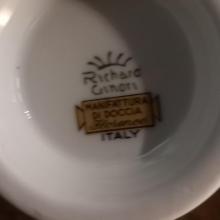 Richard
Ginori
MANIFATTURA
DI DOCCIA
ITALY